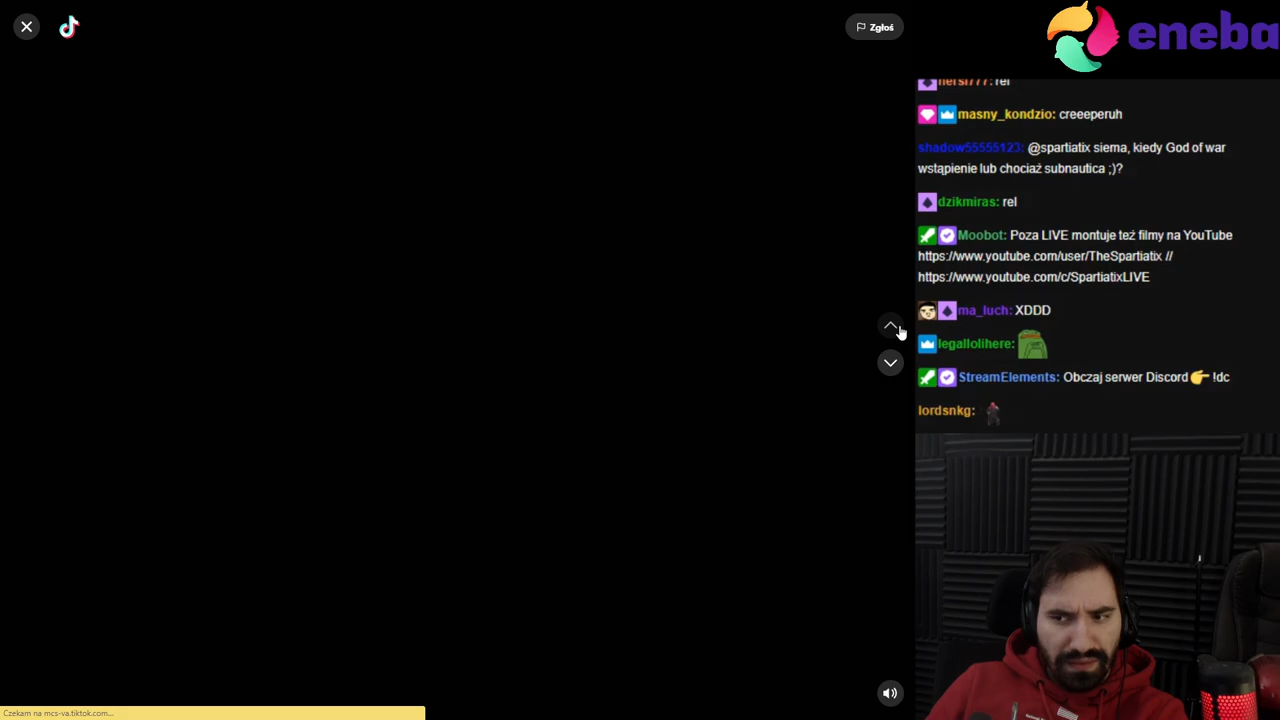 Zgłoś
eneba
rel
masny_kondzio: creeeperuh
shadow55555123: @spartiatix siema, kiedy God of war
wstąpienie lub chociaż subnautica ;)?
dzikmiras: rel
Moobot: Poza LIVE montuje też filmy na YouTube
https://www.youtube.com/user/TheSpartiatix //
https://www.youtube.com/c/SpartiatixLIVE
ma_luch: XDDD
legallolihere:
StreamElements: Obczaj serwer Discord 👉 !dc
lordsnkg:
Czekam na mcs-va.tiktok.com...